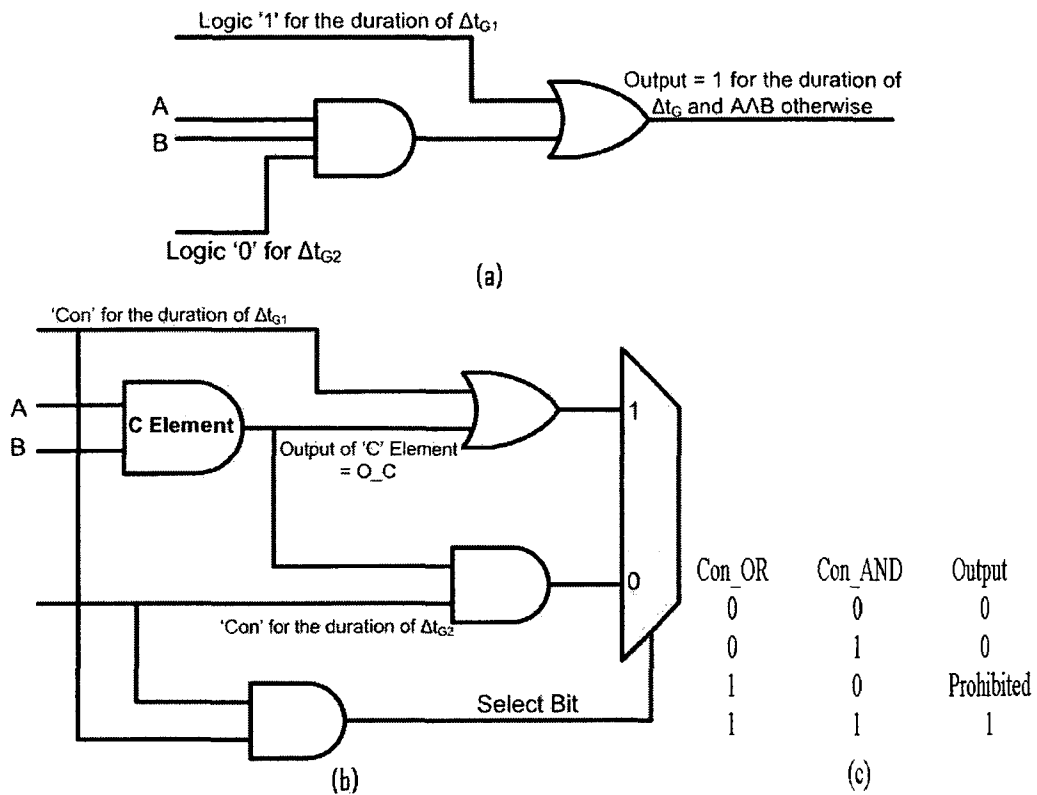 Logic '1' for the duration of Δt_G1
A
B
Output = 1 for the duration of
Δt_G and AΛB otherwise
Logic '0' for Δt_G2
(a)
'Con' for the duration of Δt_G1
A
B
C Element
Output of 'C' Element
= O_C
1
0
'Con' for the duration of Δt_G2
Select Bit
(b)
Con_OR Con_AND Output
0 0 0
0 1 0
1 0 Prohibited
1 1 1
(c)